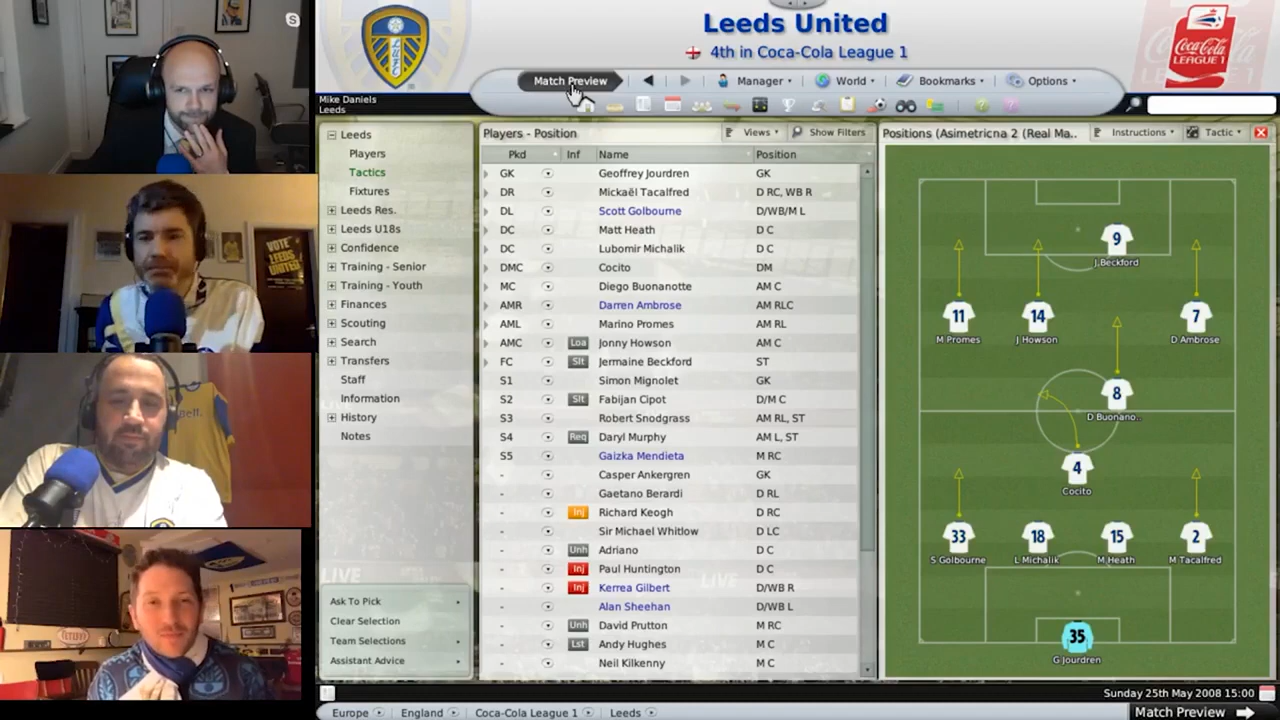 Leeds United
4th in Coca-Cola League 1
Match Preview
Manager
World
Bookmarks
Options
Mike Daniels
Leeds
Leeds
Players
Tactics
Fixtures
Leeds Res.
Leeds U18s
Confidence
Training - Senior
Training - Youth
Finances
Scouting
Search
Transfers
Staff
Information
History
Notes
Ask To Pick
Clear Selection
Team Selections
Assistant Advice
Players - Position
Views
Show Filters
Pkd Inf Name Position
GK Geoffrey Jourdren GK
DR Mickaël Tacalfred D RC, WB R
DL Scott Golbourne D/WB/M L
DC Matt Heath D C
DC Lubomir Michalik D C
DMC Cocito DM
MC Diego Buonanotte AM C
AMR Darren Ambrose AM RLC
AML Marino Promes AM RL
AMC Loa Jonny Howson AM C
FC Slt Jermaine Beckford ST
S1 Simon Mignolet GK
S2 Slt Fabijan Cipot D/M C
S3 Robert Snodgrass AM RL, ST
S4 Req Daryl Murphy AM L, ST
S5 Gaizka Mendieta M RC
- Casper Ankergren GK
- Gaetano Berardi D RL
- Inj Richard Keogh D RC
- Sir Michael Whitlow D LC
- Unh Adriano D C
- Inj Paul Huntington D C
- Inj Kerrea Gilbert D/WB R
- Alan Sheehan D/WB L
- Unh David Prutton M RC
- Lst Andy Hughes M C
- Neil Kilkenny M C
Positions (Asimetricna 2 (Real Ma..
Instructions
Tactic
9
J Beckford
11
M Promes
14
J Howson
7
D Ambrose
8
D Buonano..
4
Cocito
33
S Golbourne
18
L Michalik
15
M Heath
2
M Tacalfred
35
G Jourdren
Sunday 25th May 2008 15:00
Europe
England
Coca-Cola League 1
Leeds
Match Preview
VOTE
LEEDS
UNITED
Coca-Cola
LEAGUE 1